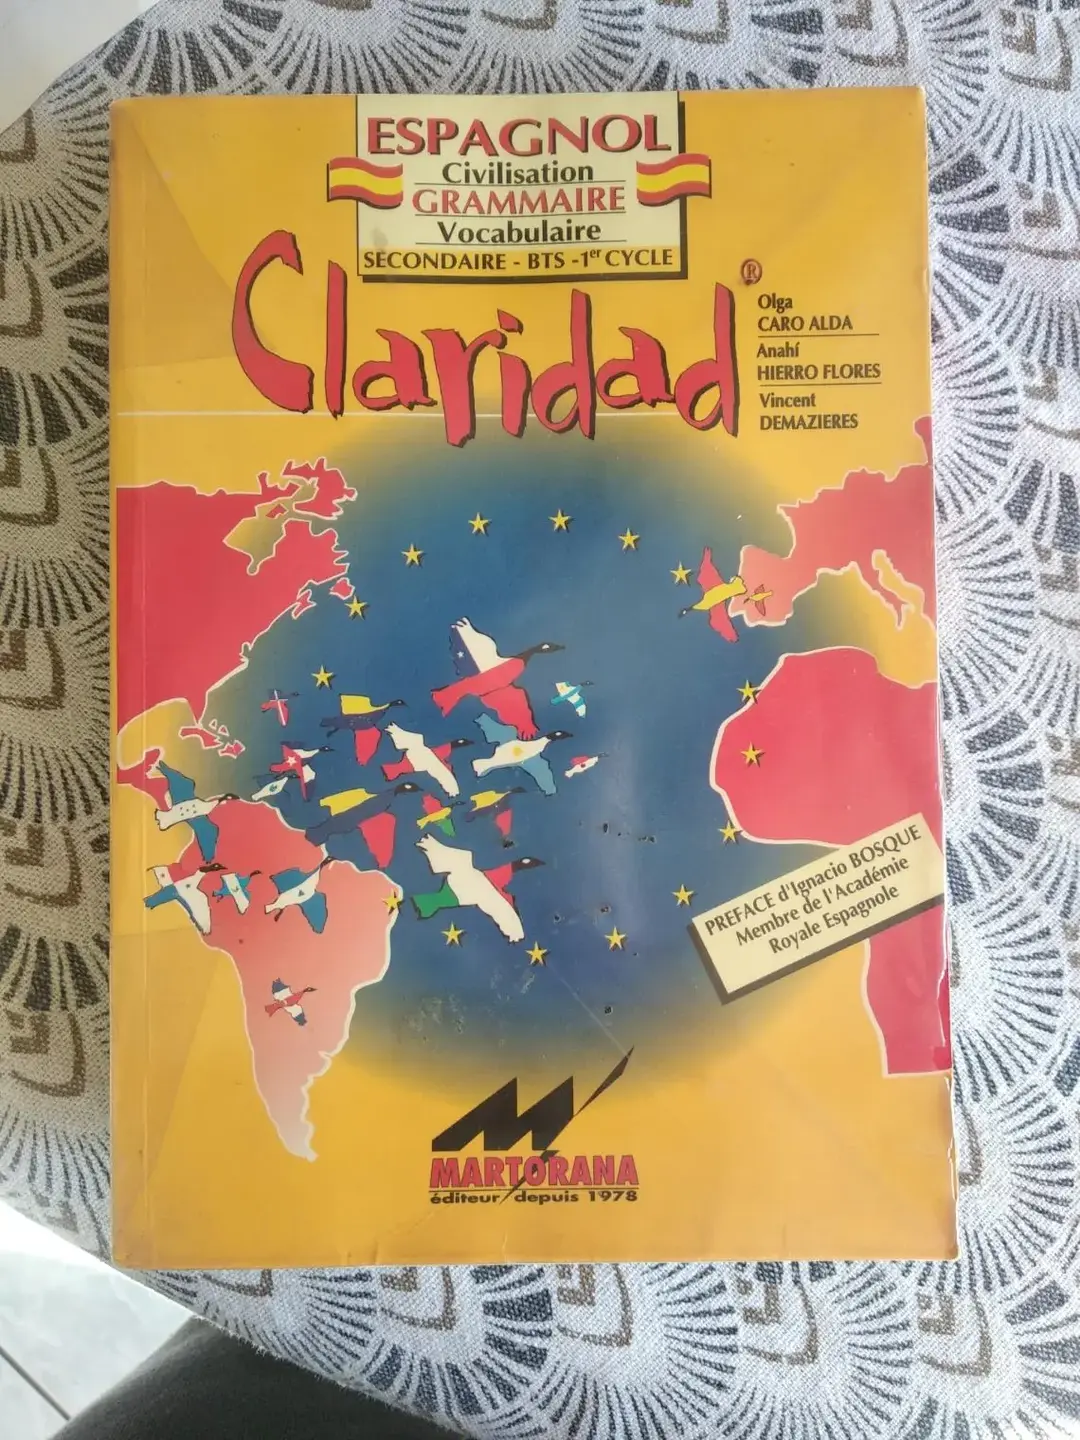 ESPAGNOL
Civilisation
GRAMMAIRE
Vocabulaire
SECONDAIRE - BTS -1er CYCLE
Claridad®
Olga
CARO ALDA
Anahí
HIERRO FLORES
Vincent
DEMAZIERES
PREFACE d'Ignacio BOSQUE
Membre de l'Académie
Royale Espagnole
MARTORANA
éditeur depuis 1978